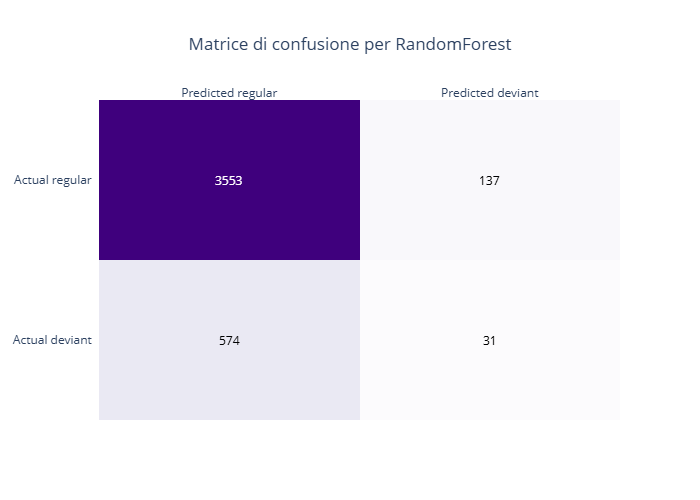 Matrice di confusione per RandomForest
Predicted regular
Predicted deviant
Actual regular
3553
137
Actual deviant
574
31